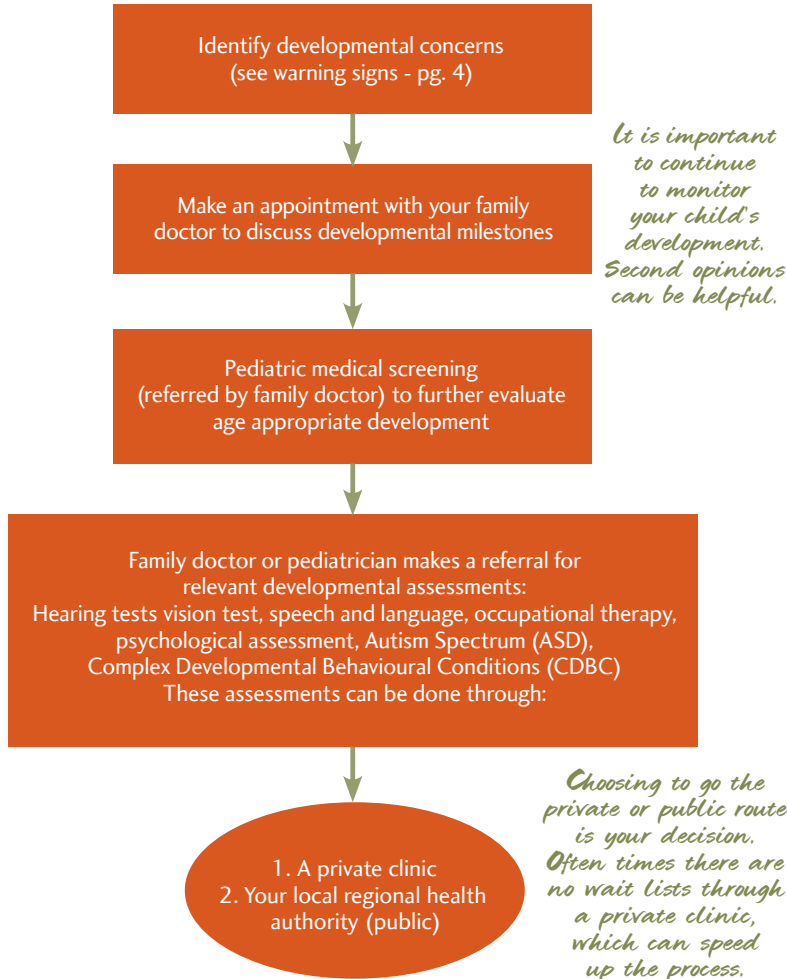 Identify developmental concerns
(see warning signs - pg. 4)
It is important
to continue
to monitor
your child's
development.
Second opinions
can be helpful.
Make an appointment with your family
doctor to discuss developmental milestones
Pediatric medical screening
(referred by family doctor) to further evaluate
age appropriate development
Family doctor or pediatrician makes a referral for
relevant developmental assessments:
Hearing tests vision test, speech and language, occupational therapy,
psychological assessment, Autism Spectrum (ASD),
Complex Developmental Behavioural Conditions (CDBC)
These assessments can be done through:
1. A private clinic
2. Your local regional health
authority (public)
Choosing to go the
private or public route
is your decision.
Often times there are
no wait lists through
a private clinic,
which can speed
up the process.